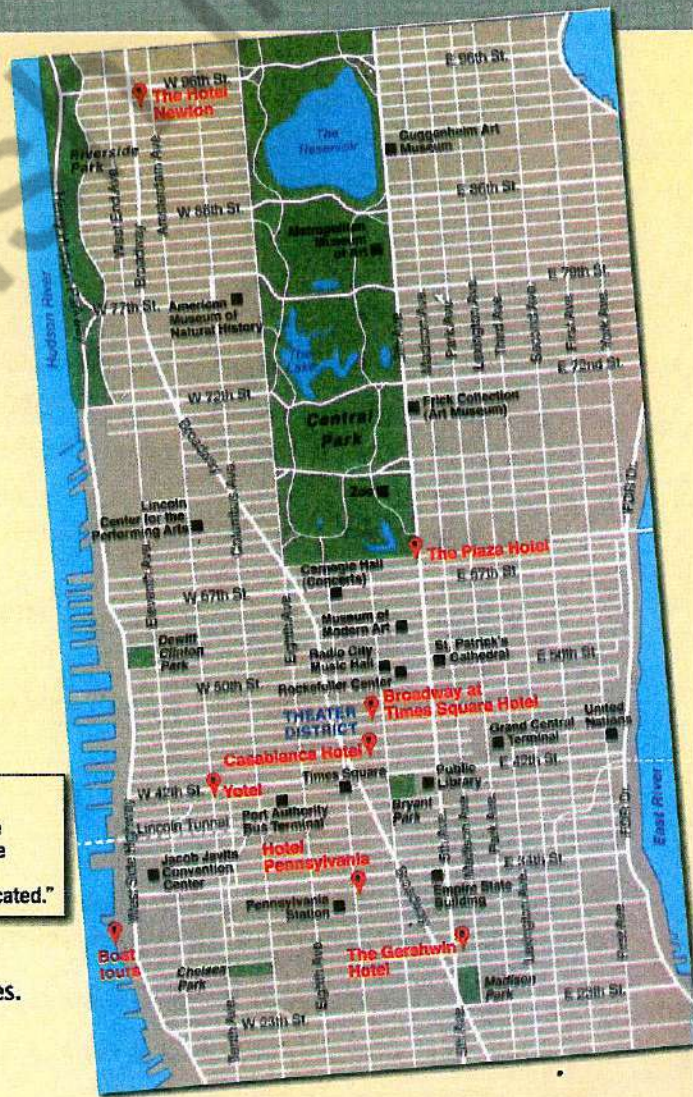 W 96th St.
E 96th St.
The Hotel
Newton
The
Reservoir
Guggenheim Art
Museum
Riverside
Park
West End Ave.
Broadway
Amsterdam Ave.
W 86th St.
E 86th St.
Metropolitan
Museum
of Art
Hudson River
E 79th St.
W 77th St.
American
Museum of
Natural History
The
Lake
Madison Ave.
Park Ave.
Lexington Ave.
Third Ave.
Second Ave.
First Ave.
York Ave.
W 72nd St.
E 72nd St.
Frick Collection
(Art Museum)
Central
Park
Broadway
Zoo
Columbus Ave.
FDR Dr.
Lincoln
Center for the
Performing Arts
The Plaza Hotel
Carnegie Hall
(Concerts)
W 57th St.
E 57th St.
Eleventh Ave.
Eighth Ave.
Museum of
Modern Art
Dewitt
Clinton
Park
Radio City
Music Hall
St. Patrick's
Cathedral
E 50th St.
W 50th St.
Rockefeller Center
Broadway at
Times Square Hotel
THEATER
DISTRICT
Grand Central
Terminal
United
Nations
Casablanca Hotel
E 42nd St.
W 42nd St.
Yotel
Times Square
Public
Library
Bryant
Park
Lincoln Tunnel
Port Authority
Bus Terminal
5th Ave.
Madison Ave.
Park Ave.
FDR Dr.
East River
Hotel
Pennsylvania
E 34th St.
West Side Highway
Jacob Javits
Convention
Center
Broadway
Empire State
Building
Pennsylvania
Station
Lexington Ave.
cated."
Boat
tours
The Gershwin
Hotel
Chelsea
Park
Eighth Ave.
Madison
Park
E 23rd St.
W 23rd St.
Tenth Ave.
5th Ave.
es.